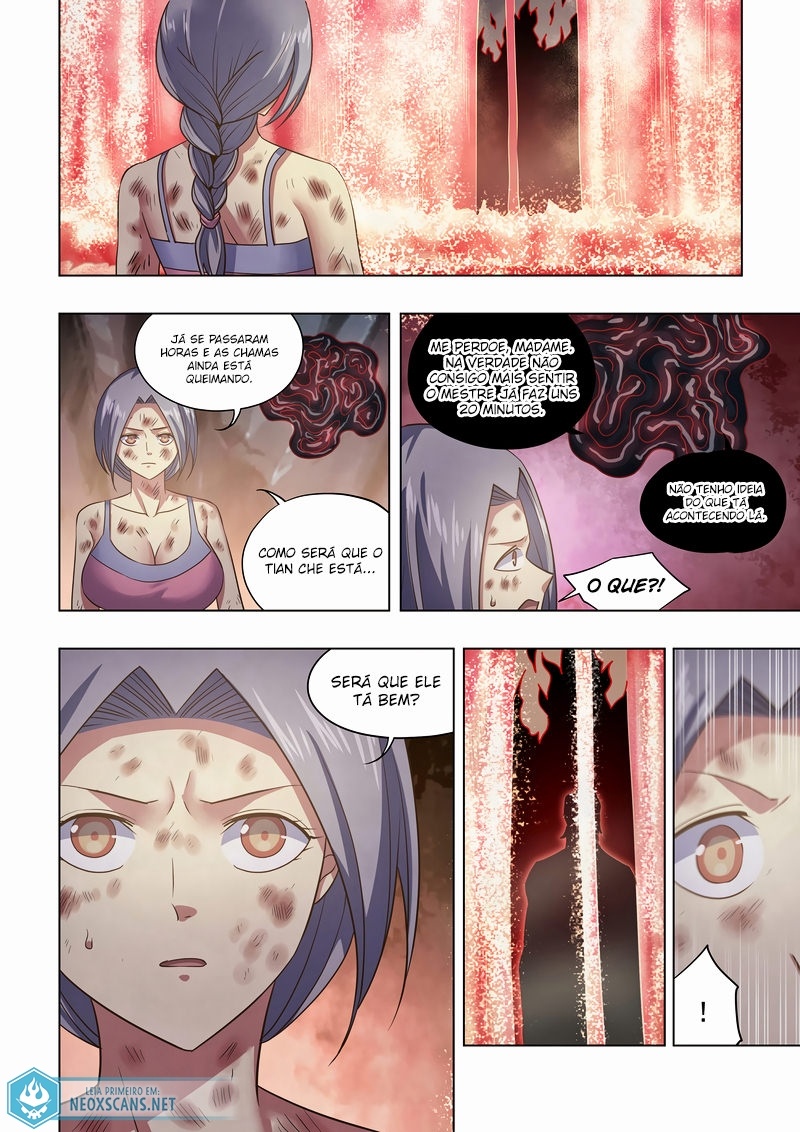 JÁ SE PASSARAM
HORAS E AS CHAMAS
AINDA ESTÁ
QUEIMANDO.
COMO SERÁ QUE O
TIAN CHE ESTÁ...
ME PERDOE, MADAME.
NA VERDADE NÃO
CONSIGO MAIS SENTIR
O MESTRE JÁ FAZ UNS
20 MINUTOS.
NÃO TENHO IDEIA
DO QUE TÁ
ACONTECENDO LÁ.
O QUE?!
SERÁ QUE ELE
TÁ BEM?
!
LEIA PRIMEIRO EM:
NEOXSCANS.NET